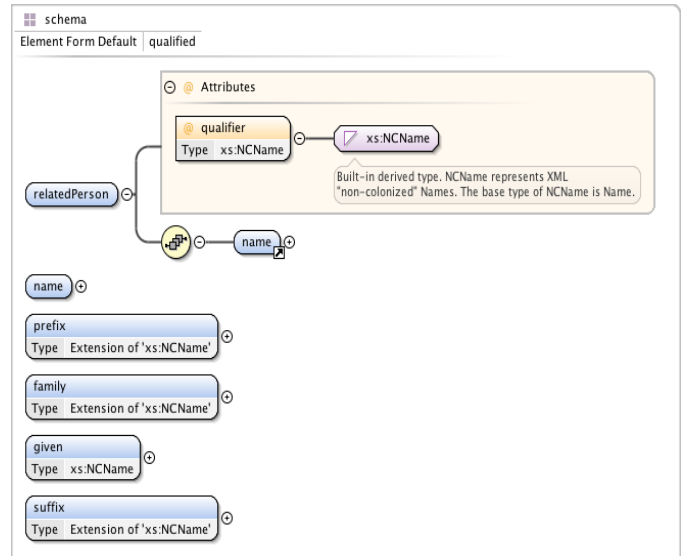 schema
Element Form Default qualified
@ Attributes
@ qualifier
Type xs:NCName
xs:NCName
Built-in derived type. NCName represents XML
"non-colonized" Names. The base type of NCName is Name.
relatedPerson
name
name
prefix
Type Extension of 'xs:NCName'
family
Type Extension of 'xs:NCName'
given
Type xs:NCName
suffix
Type Extension of 'xs:NCName'